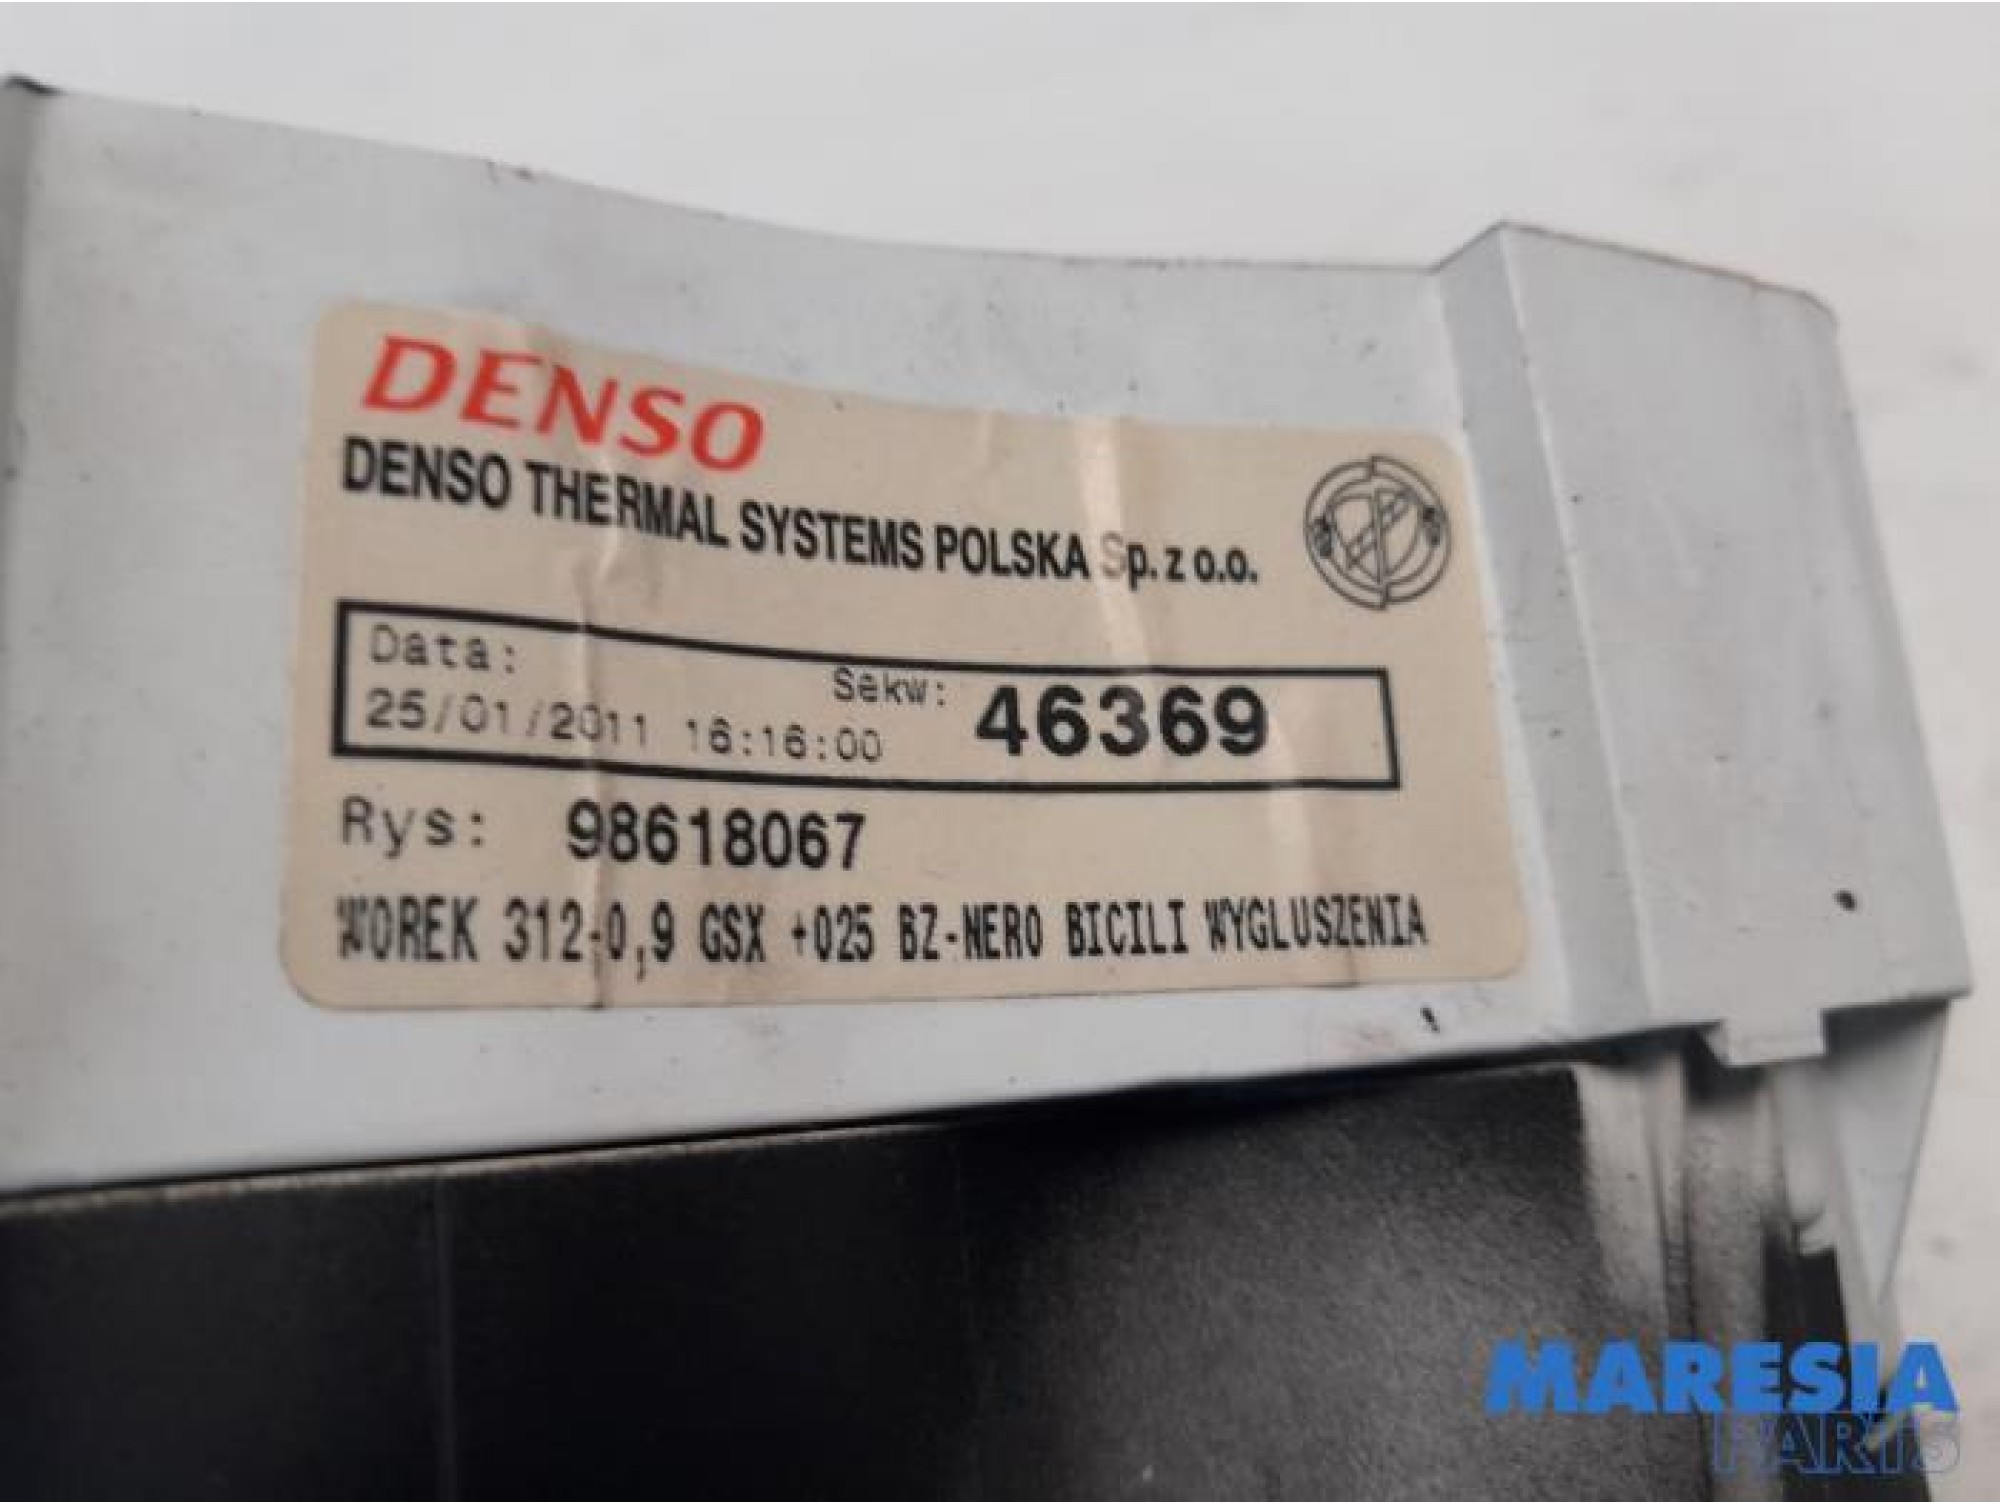 DENSO
DENSO THERMAL SYSTEMS POLSKA Sp. z o.o.
Data:
25/01/2011 16:16:00
Sekw: 46369
Rys: 98618067
WOREK 312-0,9 GSX +025 BZ-NERO BICILI WYGLUSZENIA
MARESIA
PARTS